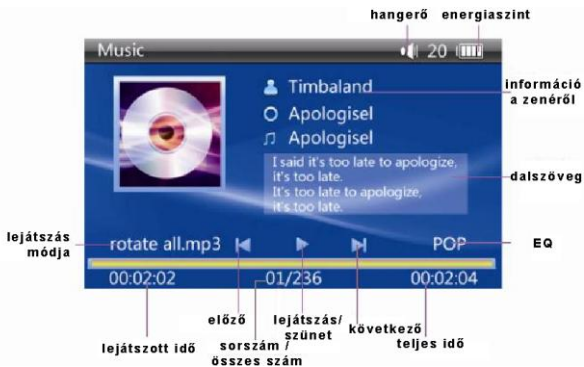 hangerő energiaszint
Music 20
Timbaland
információ
a zenéről
Apologisel
Apologisel
I said it's too late to apologize,
it's too late.
It's too late to apologize,
it's too late.
dalszöveg
lejátszás
módja
rotate all.mp3 POP
EQ
00:02:02 01/236 00:02:04
előző
lejátszás/
szünet
következő
lejátszott idő
sorszám /
összes szám
teljes idő